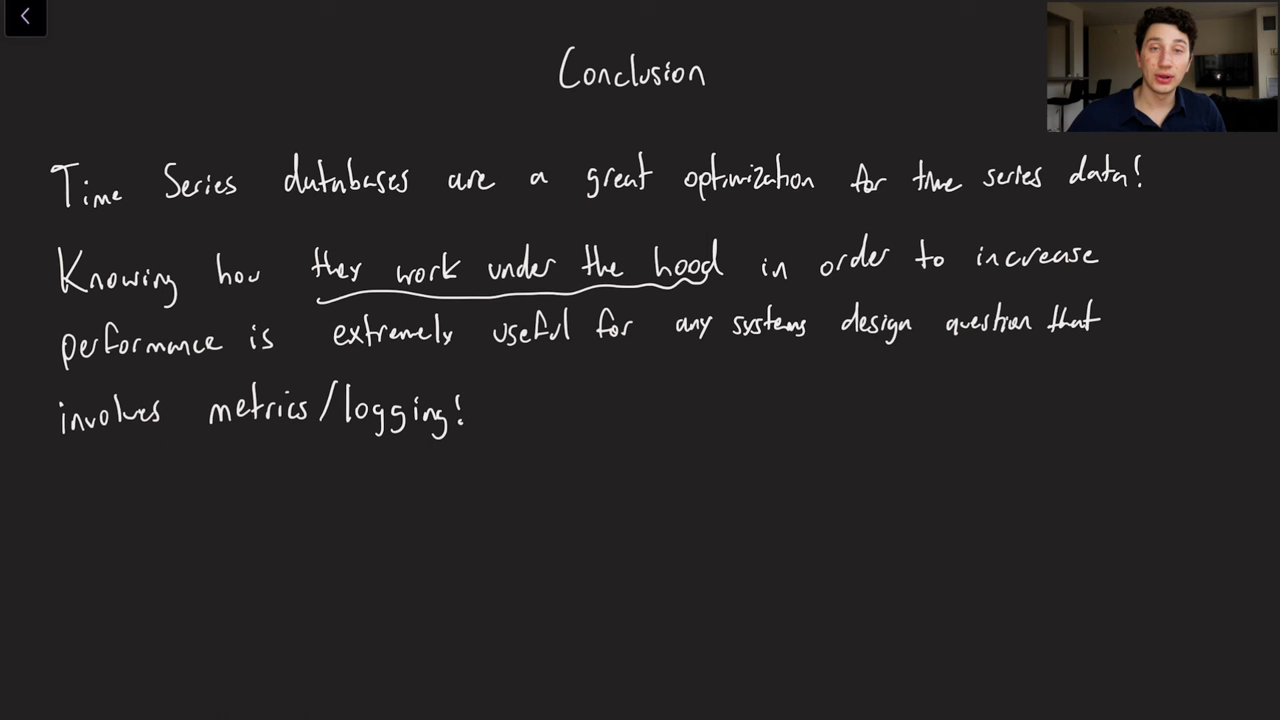 Conclusion
Time Series databases are a great optimization for time series data!
Knowing how they work under the hood in order to increase
performance is extremely useful for any systems design question that
involves metrics/logging!